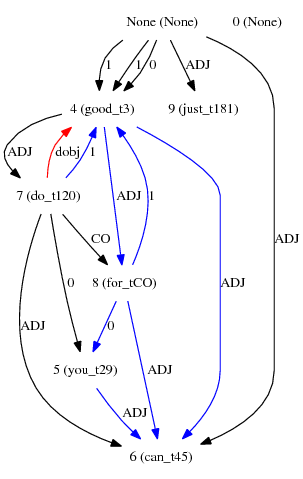 None (None) 0 (None)
1 1 0 ADJ
4 (good_t3) 9 (just_t181)
ADJ dobj 1
7 (do_t120) ADJ 1
CO ADJ
0 8 (for_tCO) ADJ
ADJ 0
5 (you_t29) ADJ
ADJ
6 (can_t45)